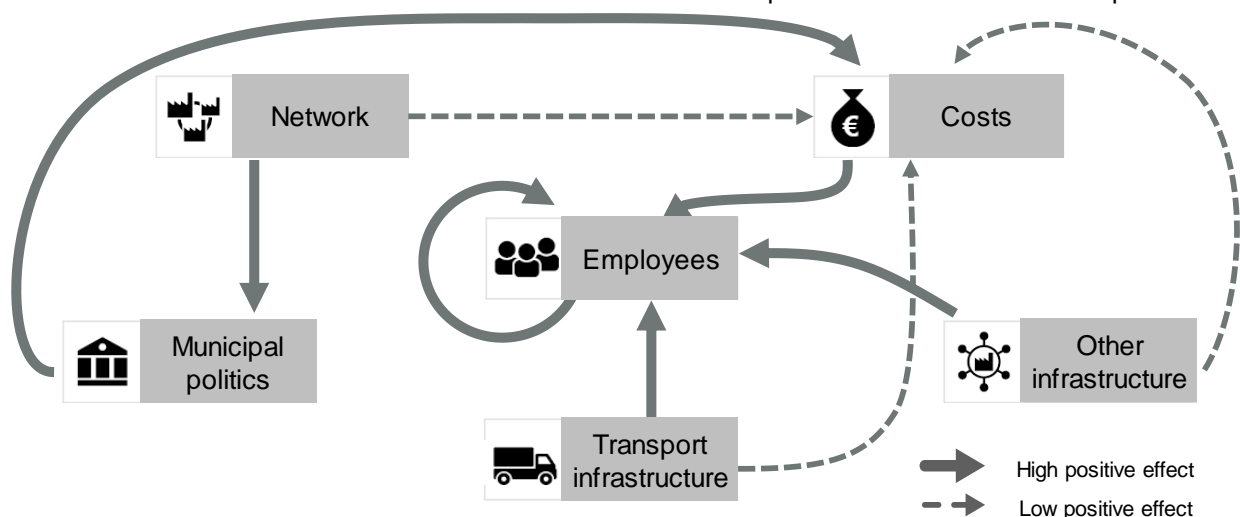 Network
€
Costs
Employees
Municipal
politics
Other
infrastructure
Transport
infrastructure
High positive effect
Low positive effect